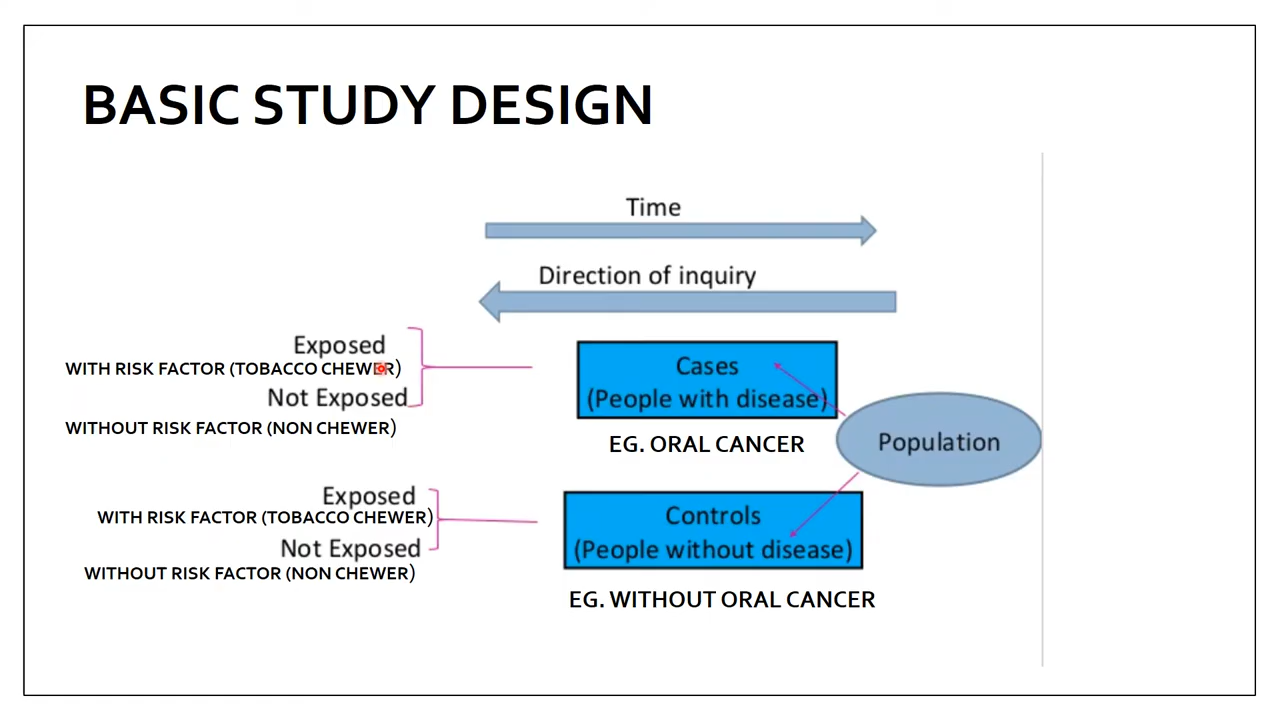 BASIC STUDY DESIGN
Time
Direction of inquiry
Exposed
WITH RISK FACTOR (TOBACCO CHEWER)
Not Exposed
WITHOUT RISK FACTOR (NON CHEWER)
Cases
(People with disease)
EG. ORAL CANCER
Population
Exposed
WITH RISK FACTOR (TOBACCO CHEWER)
Not Exposed
WITHOUT RISK FACTOR (NON CHEWER)
Controls
(People without disease)
EG. WITHOUT ORAL CANCER